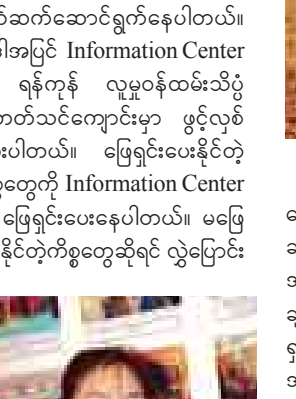 ဆက်ဆောင်ရွက်နေပါတယ်။
ဒါ့အပြင် Information Center
ရန်ကုန် လူမှုဝန်ထမ်းသိပ္ပံ
တတ်သင်ကျောင်းမှာ ဖွင့်လှစ်
ပါတယ်။ ဖြေရှင်းပေးနိုင်တဲ့
တွေကို Information Center
ဖြေရှင်းပေးနေပါတယ်။ မဖြေ
နိုင်တဲ့ကိစ္စတွေဆိုရင် လွှဲပြောင်း